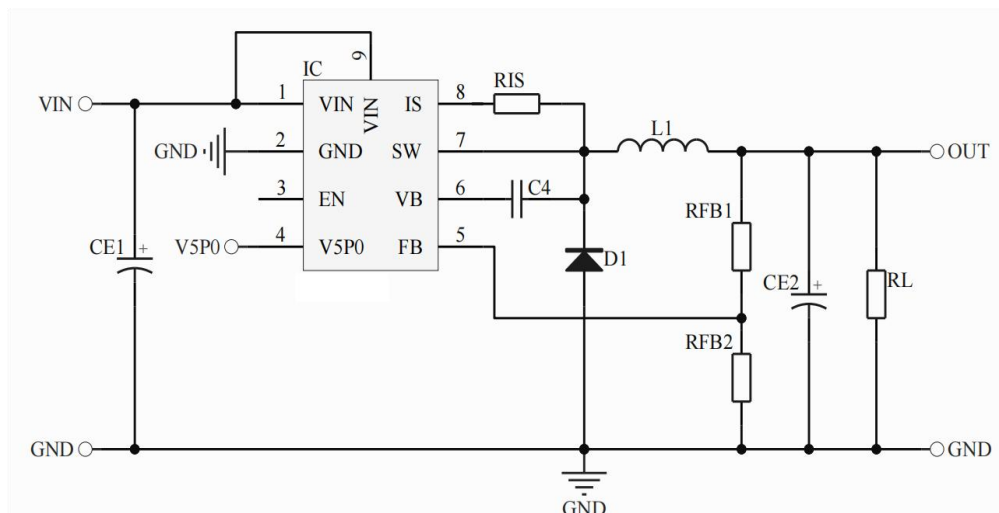 IC
9
RIS
VIN
1
VIN
VIN
IS
8
L1
GND
2
GND
SW
7
OUT
3
EN
VB
6
C4
RFB1
CE1
+
V5P0
4
V5P0
FB
5
D1
CE2
+
RL
RFB2
GND
GND
GND